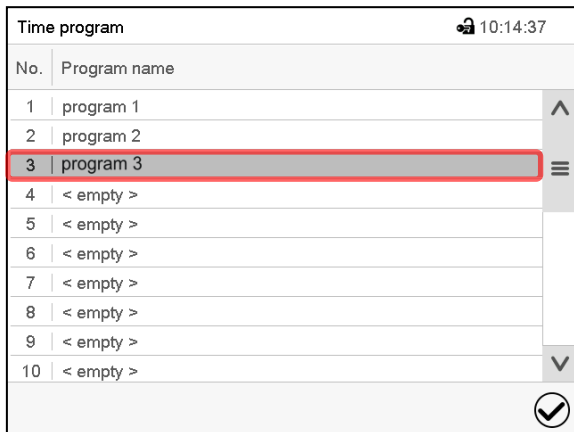 Time program 10:14:37
No. Program name
1 program 1
2 program 2
3 program 3
4 < empty >
5 < empty >
6 < empty >
7 < empty >
8 < empty >
9 < empty >
10 < empty >